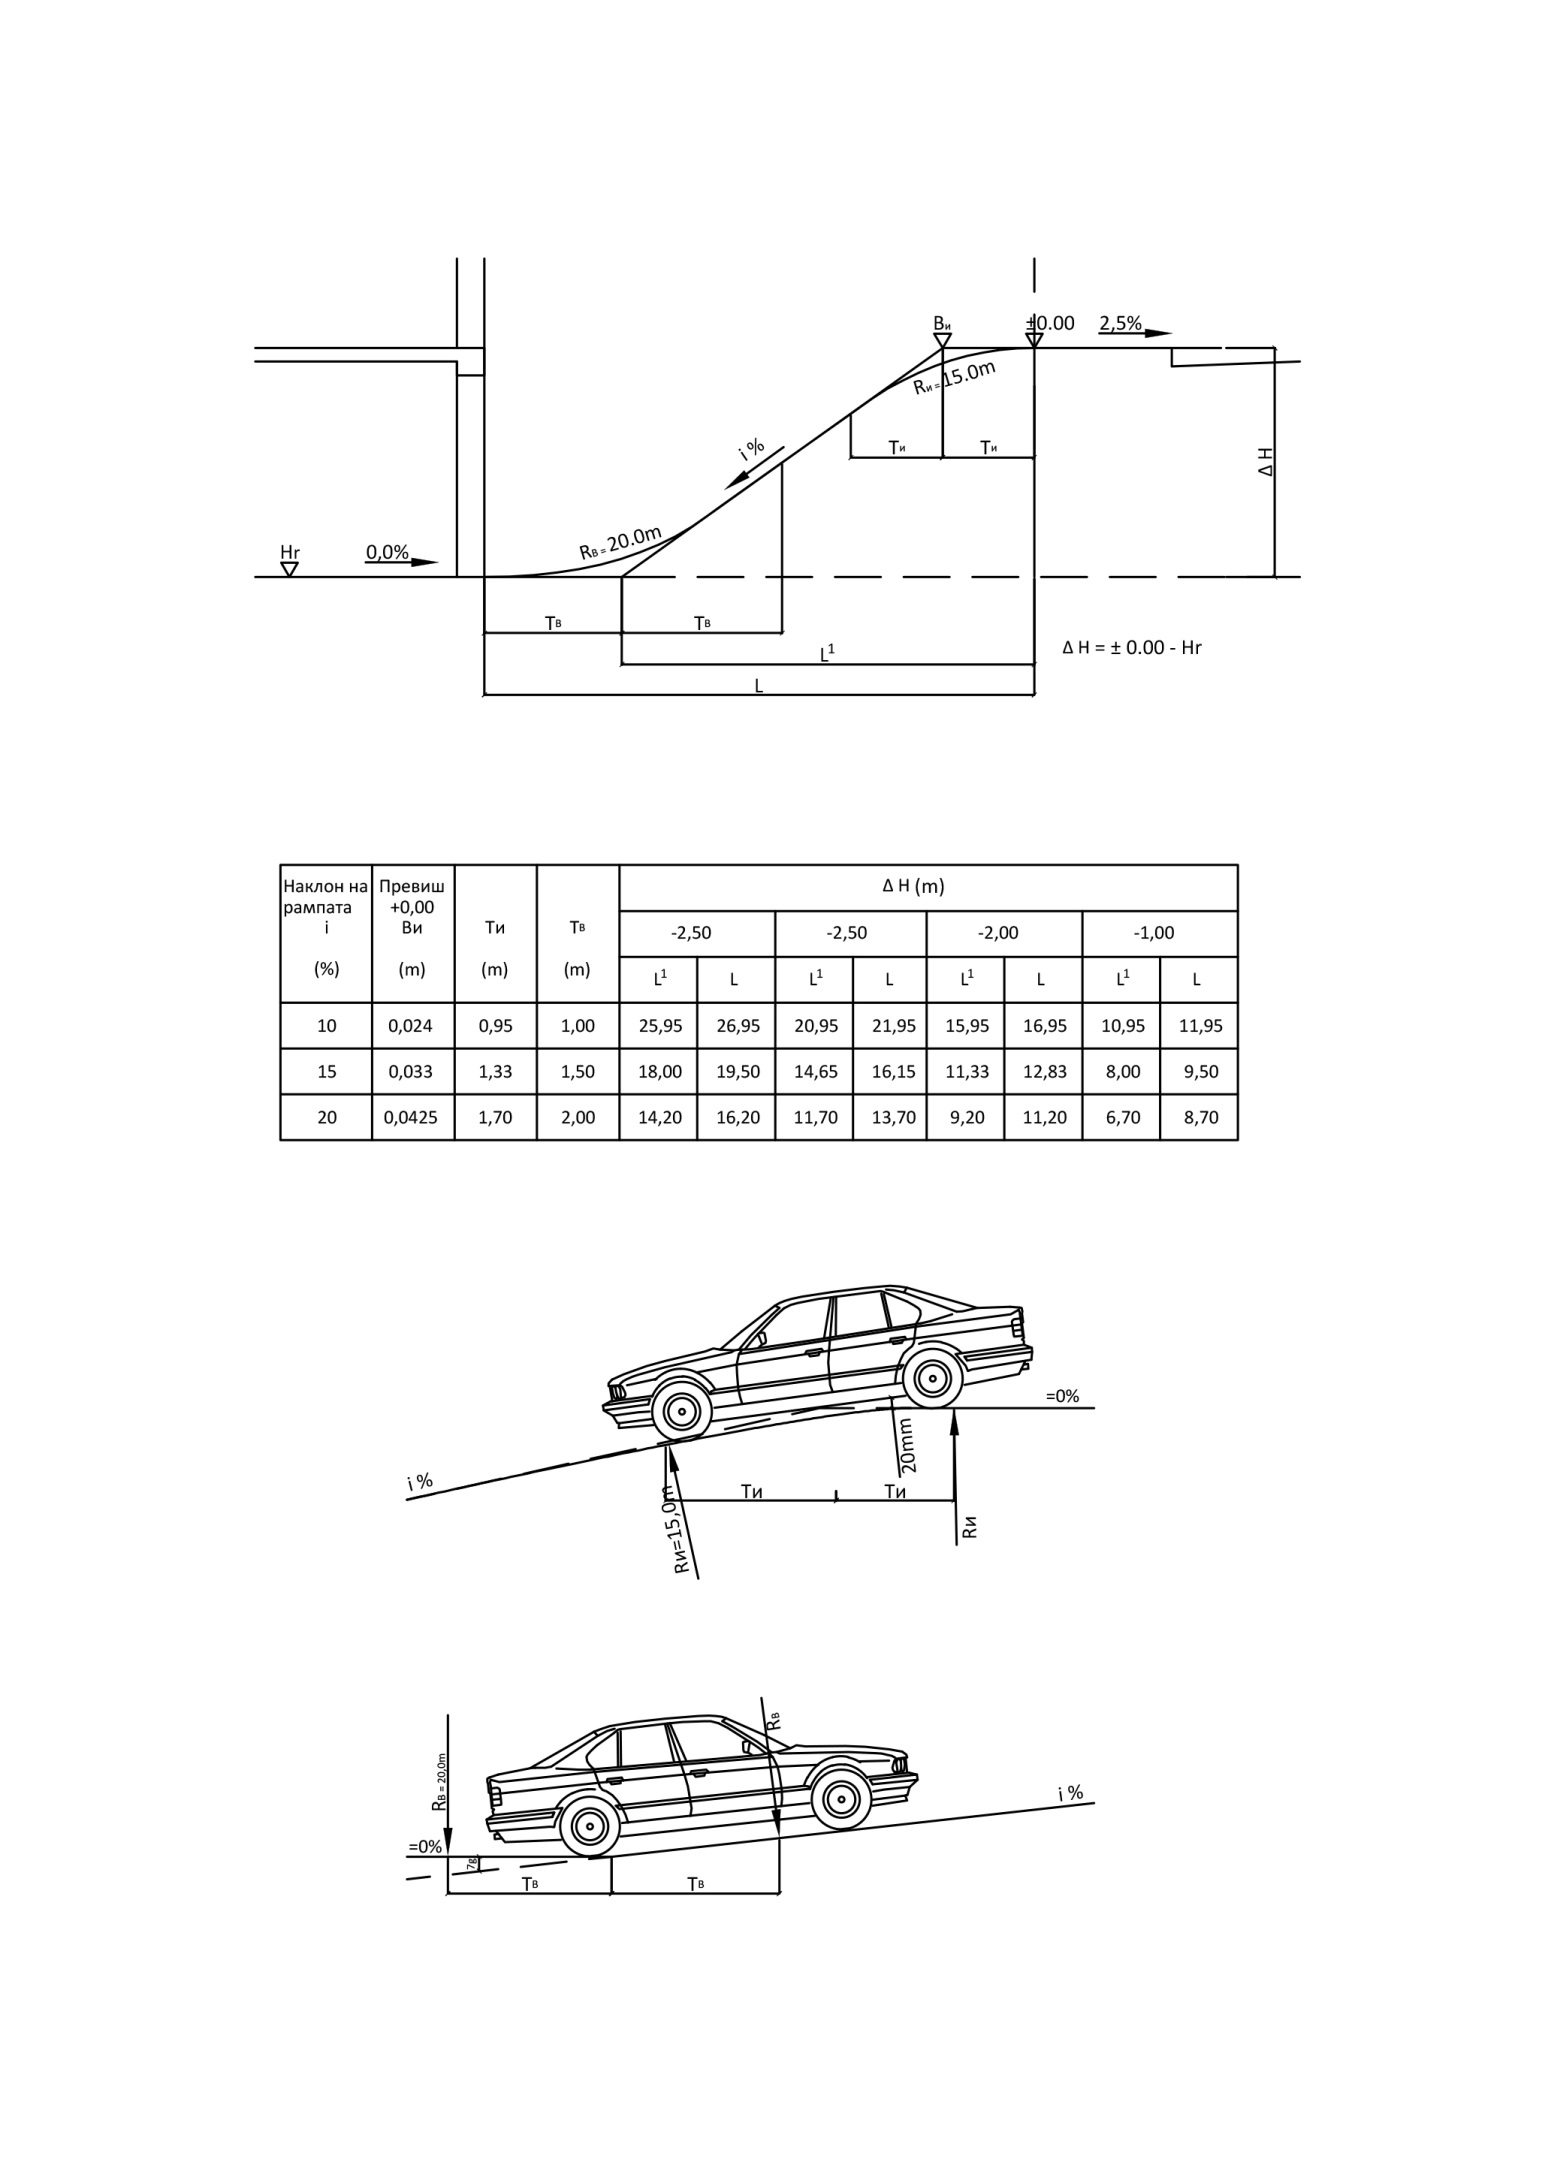 Ви ±0.00 2,5%
Rи = 15.0m
i % Tи Tи
Δ H
RВ = 20.0m
Hr 0,0%
TВ TВ
L¹
Δ H = ± 0.00 - Hr
L
Наклон на рампата i (%)
Превиш +0,00 Ви (m)
Tи (m)
TВ (m)
Δ H (m)
-2,50 -2,50 -2,00 -1,00
L¹ L L¹ L L¹ L L¹ L
10 0,024 0,95 1,00 25,95 26,95 20,95 21,95 15,95 16,95 10,95 11,95
15 0,033 1,33 1,50 18,00 19,50 14,65 16,15 11,33 12,83 8,00 9,50
20 0,0425 1,70 2,00 14,20 16,20 11,70 13,70 9,20 11,20 6,70 8,70
=0%
20mm
i %
Tи Tи
Rи=15,0m
Rи
RВ
RВ = 20,0m
i %
=0%
TВ TВ